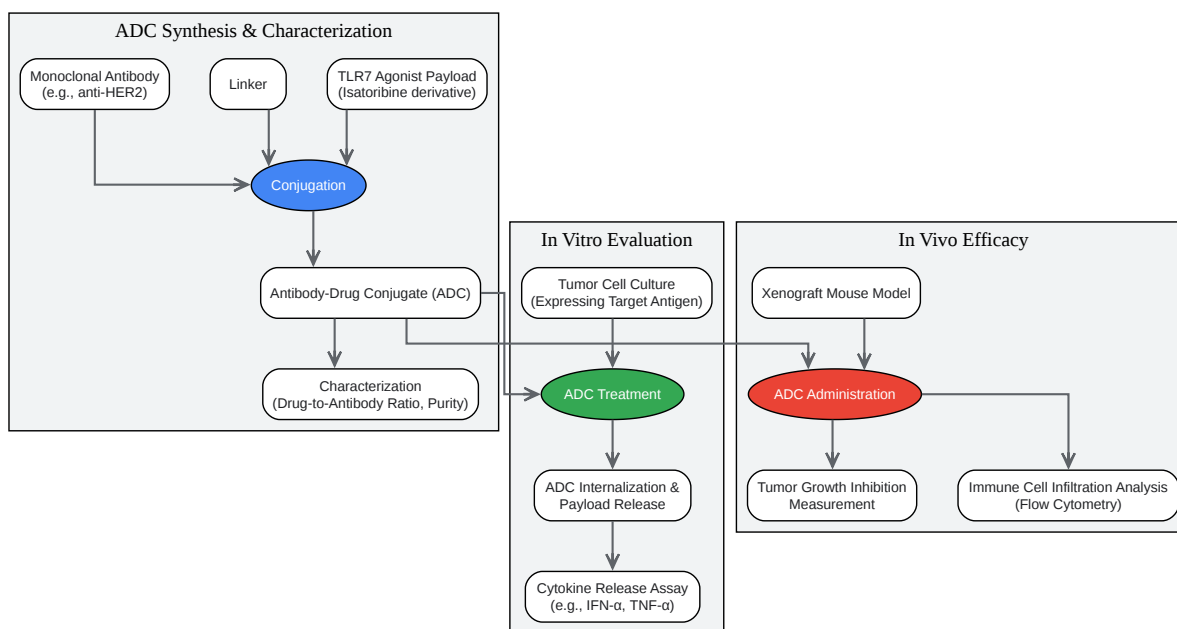 ADC Synthesis & Characterization
Monoclonal Antibody
(e.g., anti-HER2)
Linker
TLR7 Agonist Payload
(Isatoribine derivative)
Conjugation
Antibody-Drug Conjugate (ADC)
Characterization
(Drug-to-Antibody Ratio, Purity)
In Vitro Evaluation
Tumor Cell Culture
(Expressing Target Antigen)
ADC Treatment
ADC Internalization &
Payload Release
Cytokine Release Assay
(e.g., IFN-α, TNF-α)
In Vivo Efficacy
Xenograft Mouse Model
ADC Administration
Tumor Growth Inhibition
Measurement
Immune Cell Infiltration Analysis
(Flow Cytometry)